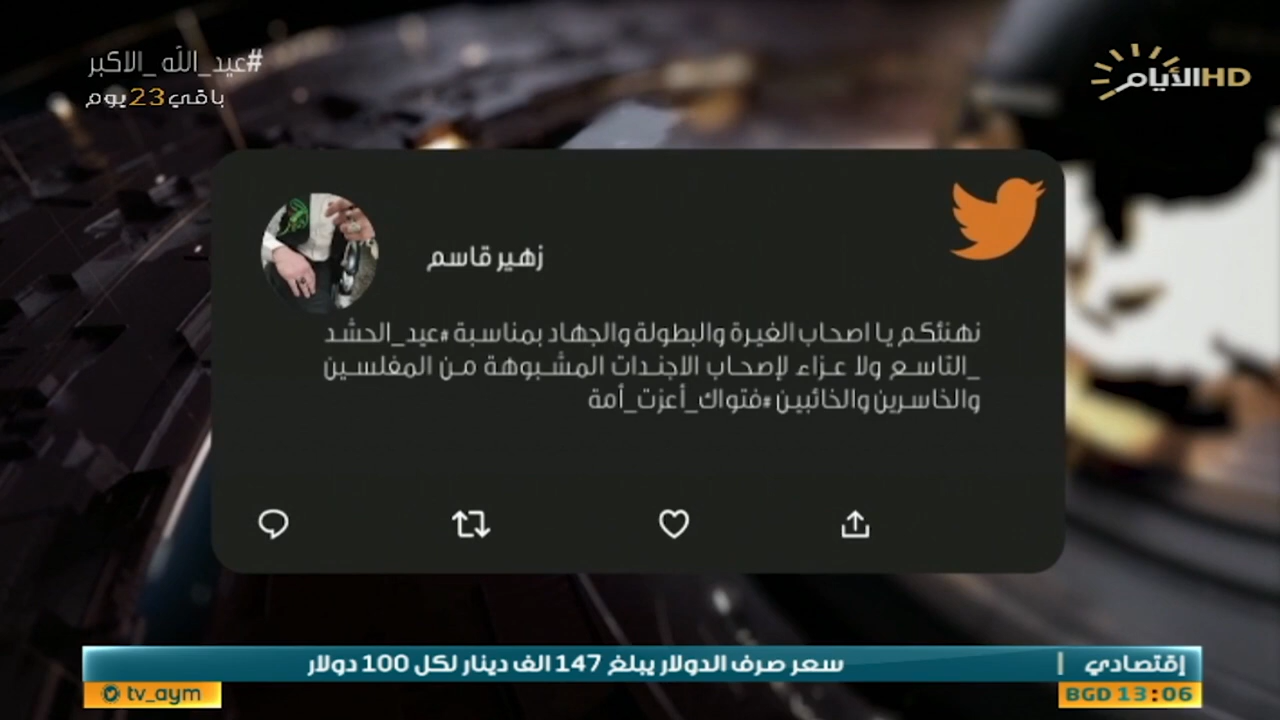 #عيد_الله_الاكبر
باقي 23 يوم
الأيام HD
زهير قاسم
نهنئكم يا اصحاب الغيرة والبطولة والجهاد بمناسبة #عيد_الحشد
_التاسع ولا عزاء لإصحاب الاجندات المشبوهة من المفلسين
والخاسرين والخائبين #فتواك_أعزت_أمة
إقتصادي | سعر صرف الدولار يبلغ 147 الف دينار لكل 100 دولار
tv_aym
BGD 13:06